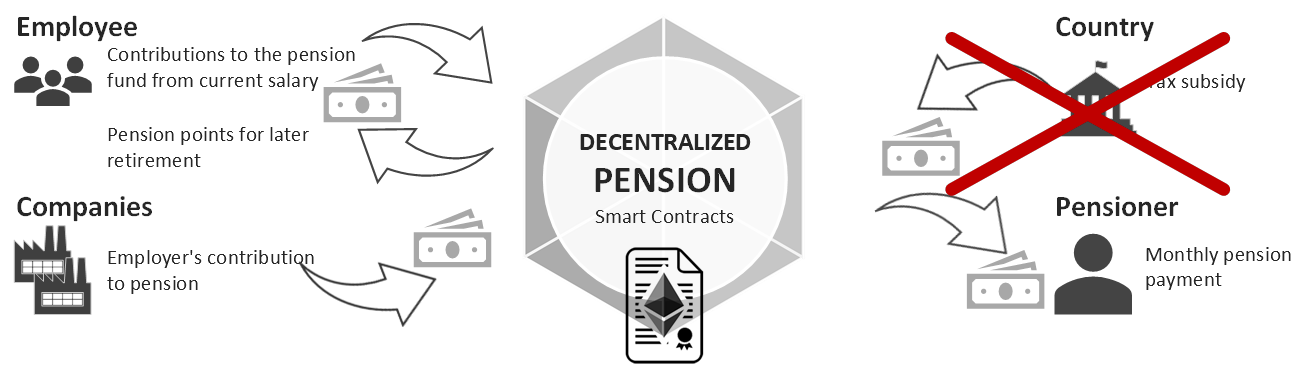 Employee
Contributions to the pension
fund from current salary
Pension points for later
retirement
Companies
Employer's contribution
to pension
DECENTRALIZED
PENSION
Smart Contracts
Country
Tax subsidy
Pensioner
Monthly pension
payment